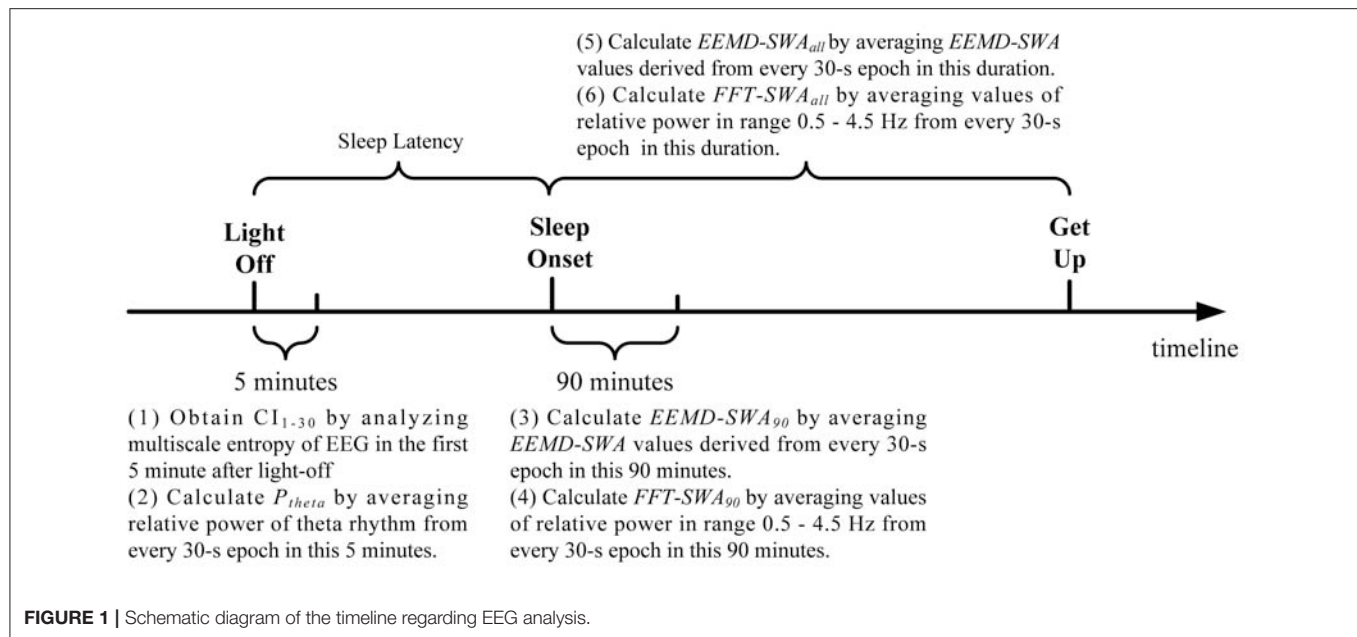 (5) Calculate EEMD-SWAall by averaging EEMD-SWA
values derived from every 30-s epoch in this duration.
(6) Calculate FFT-SWAall by averaging values of
relative power in range 0.5 - 4.5 Hz from every 30-s
epoch in this duration.
Sleep Latency
Light
Off
Sleep
Onset
Get
Up
timeline
5 minutes
90 minutes
(1) Obtain CI1-30 by analyzing
multiscale entropy of EEG in the first
5 minute after light-off
(2) Calculate Ptheta by averaging
relative power of theta rhythm from
every 30-s epoch in this 5 minutes.
(3) Calculate EEMD-SWA90 by averaging
EEMD-SWA values derived from every 30-s
epoch in this 90 minutes.
(4) Calculate FFT-SWA90 by averaging values
of relative power in range 0.5 - 4.5 Hz from
every 30-s epoch in this 90 minutes.
FIGURE 1 | Schematic diagram of the timeline regarding EEG analysis.